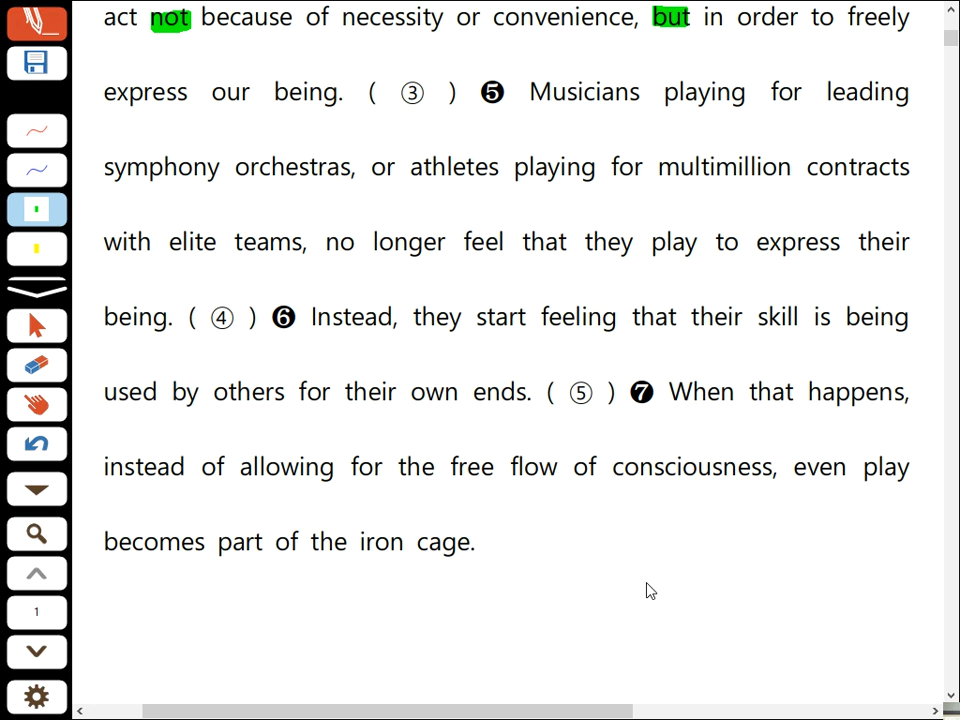 act not because of necessity or convenience, but in order to freely
express our being. ( ③ ) ❺ Musicians playing for leading
symphony orchestras, or athletes playing for multimillion contracts
with elite teams, no longer feel that they play to express their
being. ( ④ ) ❻ Instead, they start feeling that their skill is being
used by others for their own ends. ( ⑤ ) ❼ When that happens,
instead of allowing for the free flow of consciousness, even play
becomes part of the iron cage.
1